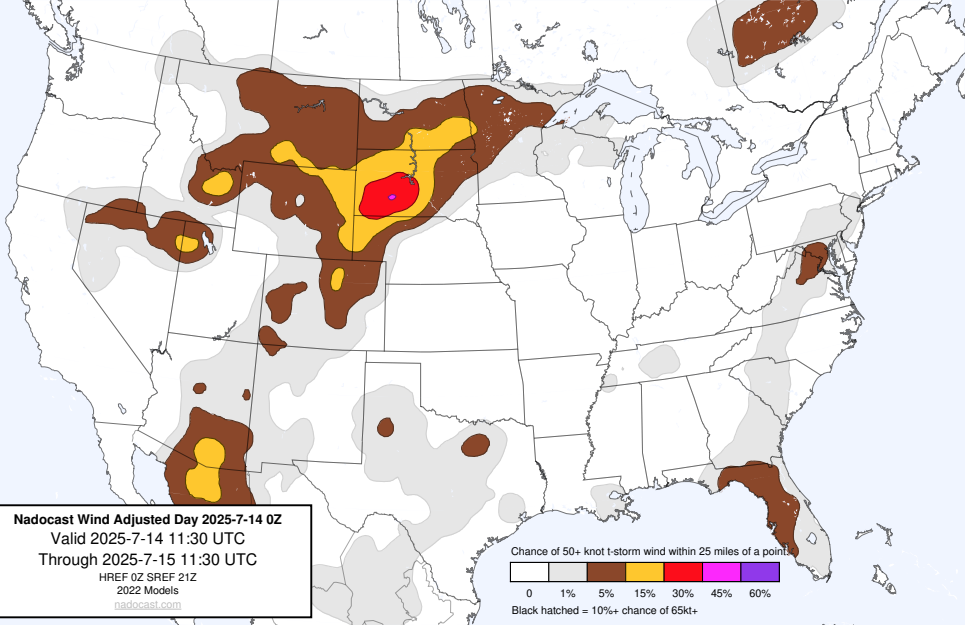 Nadocast Wind Adjusted Day 2025-7-14 0Z
Valid 2025-7-14 11:30 UTC
Through 2025-7-15 11:30 UTC
HREF 0Z SREF 21Z
2022 Models
nadocast.com
Chance of 50+ knot t-storm wind within 25 miles of a point.
0 1% 5% 15% 30% 45% 60%
Black hatched = 10%+ chance of 65kt+